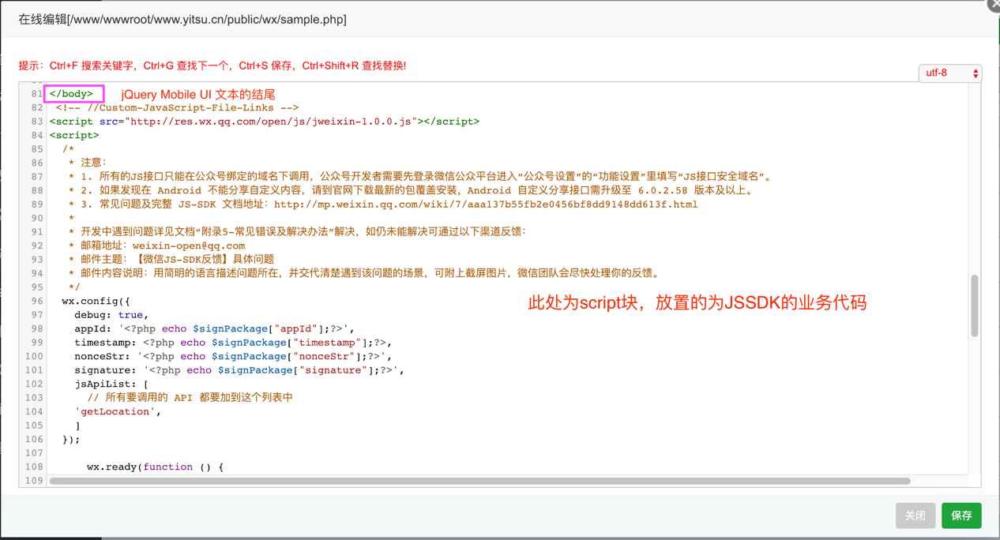 在线编辑[/www/wwwroot/www.yitsu.cn/public/wx/sample.php]
提示：Ctrl+F 搜索关键字，Ctrl+G 查找下一个，Ctrl+S 保存，Ctrl+Shift+R 查找替换!
utf-8
81 </body> jQuery Mobile UI 文本的结尾
82 <!-- //Custom-JavaScript-File-Links -->
83 <script src="http://res.wx.qq.com/open/js/jweixin-1.0.0.js"></script>
84 <script>
85 /*
86 * 注意：
87 * 1. 所有的JS接口只能在公众号绑定的域名下调用，公众号开发者需要先登录微信公众平台进入“公众号设置”的“功能设置”里填写“JS接口安全域名”。
88 * 2. 如果发现在 Android 不能分享自定义内容，请到官网下载最新的包覆盖安装，Android 自定义分享接口需升级至 6.0.2.58 版本及以上。
89 * 3. 常见问题及完整 JS-SDK 文档地址：http://mp.weixin.qq.com/wiki/7/aaa137b55fb2e0456bf8dd9148dd613f.html
90 *
91 * 开发中遇到问题详见文档“附录5-常见错误及解决办法”解决，如仍未能解决可通过以下渠道反馈：
92 * 邮箱地址：weixin-open@qq.com
93 * 邮件主题：【微信JS-SDK反馈】具体问题
94 * 邮件内容说明：用简明的语言描述问题所在，并交代清楚遇到该问题的场景，可附上截屏图片，微信团队会尽快处理你的反馈。
95 */
96 wx.config({
此处为script块，放置的为JSSDK的业务代码
97 debug: true,
98 appId: '<?php echo $signPackage["appId"];?>',
99 timestamp: <?php echo $signPackage["timestamp"];?>,
100 nonceStr: '<?php echo $signPackage["nonceStr"];?>',
101 signature: '<?php echo $signPackage["signature"];?>',
102 jsApiList: [
103 // 所有要调用的 API 都要加到这个列表中
104 'getLocation',
105 ]
106 });
107
108 wx.ready(function () {
109
关闭 保存